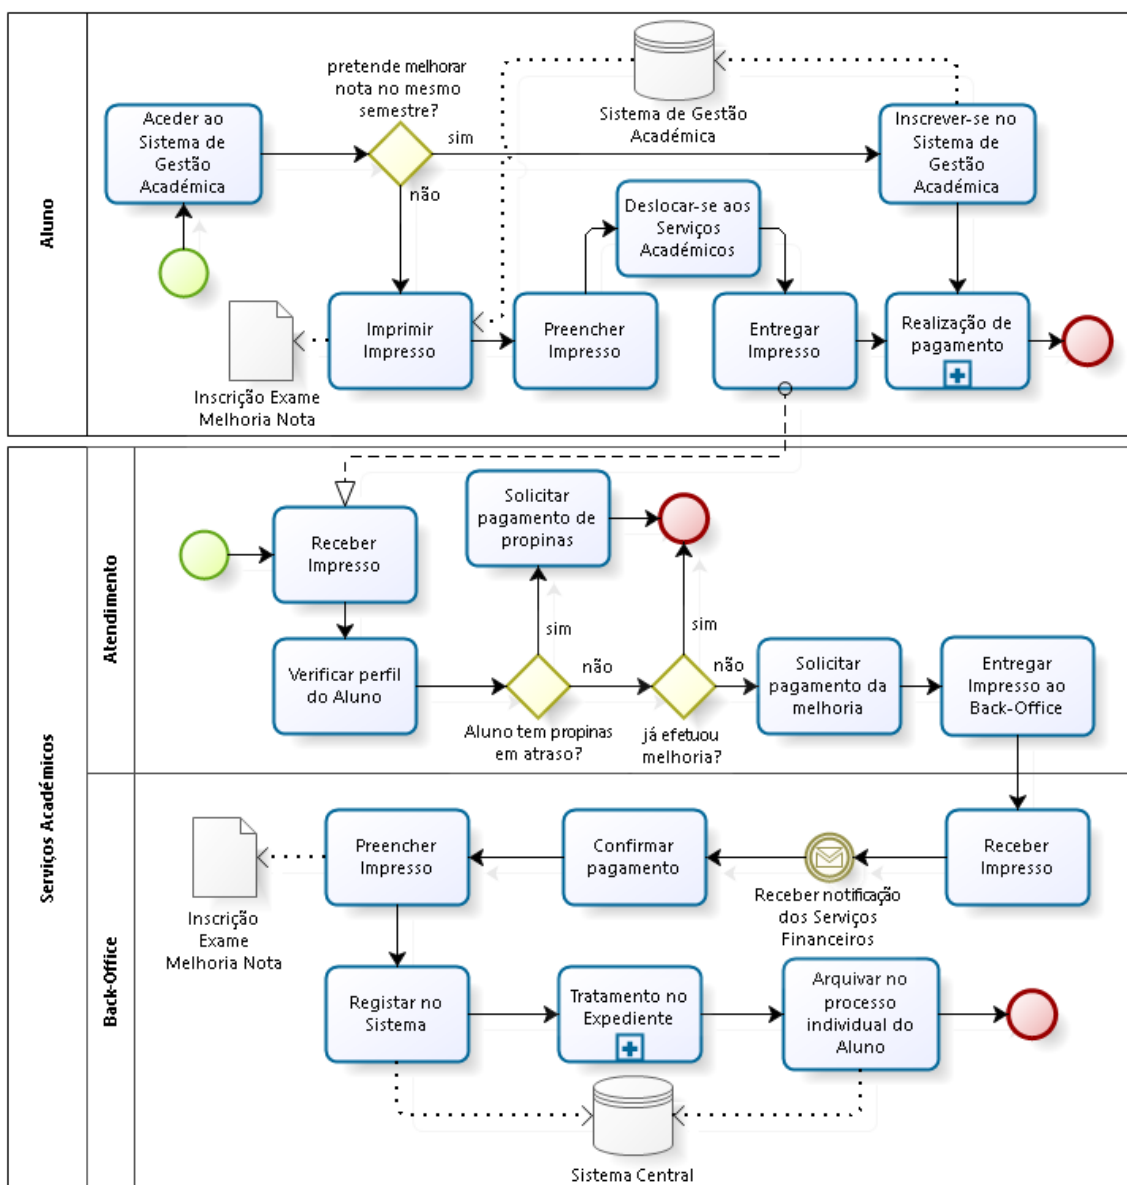 Aluno
pretende melhorar
nota no mesmo
semestre?
Aceder ao
Sistema de
Gestão
Académica
sim
não
Sistema de Gestão
Académica
Inscrever-se no
Sistema de
Gestão
Académica
Deslocar-se aos
Serviços
Académicos
Imprimir
Impresso
Preencher
Impresso
Entregar
Impresso
Realização de
pagamento
Inscrição Exame
Melhoria Nota
Serviços Académicos
Atendimento
Receber
Impresso
Solicitar
pagamento de
propinas
Verificar perfil
do Aluno
sim
não
Aluno tem propinas
em atraso?
sim
não
já efetuou
melhoria?
Solicitar
pagamento da
melhoria
Entregar
Impresso ao
Back-Office
Back-Office
Receber
Impresso
Receber notificação
dos Serviços
Financeiros
Confirmar
pagamento
Preencher
Impresso
Inscrição
Exame
Melhoria Nota
Registar no
Sistema
Tratamento no
Expediente
Arquivar no
processo
individual do
Aluno
Sistema Central